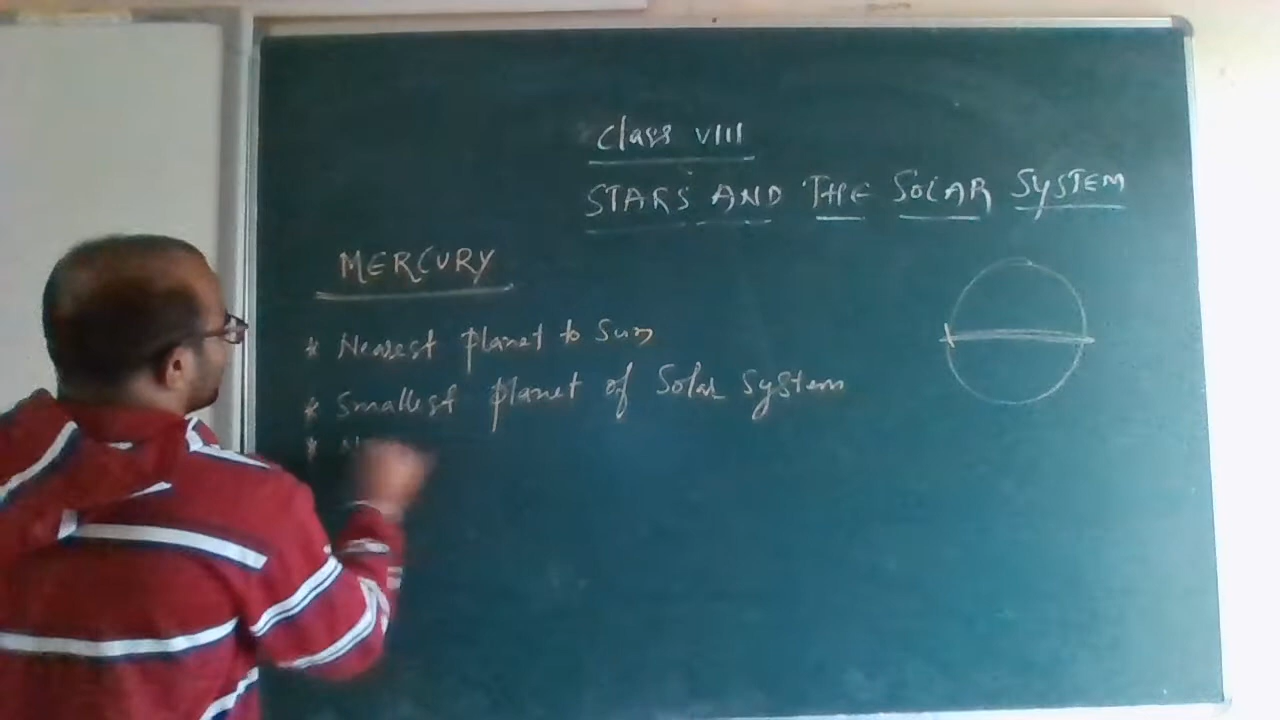 Class VIII
STARS AND THE SOLAR SYSTEM
MERCURY
* Nearest planet to Sun
* Smallest planet of Solar System
*